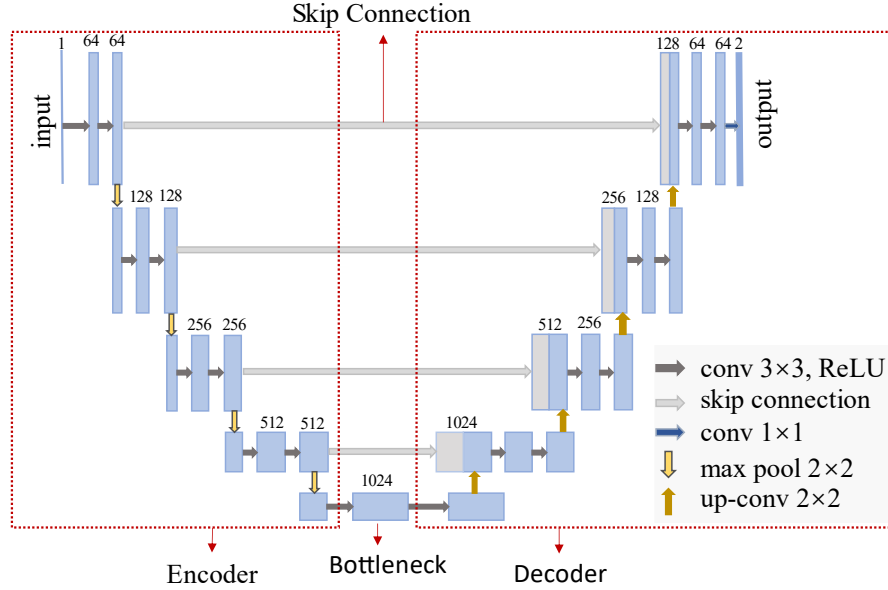 Skip Connection
1 64 64
128 64 64 2
input
output
128 128
256 128
256 256
512 256
512 512
1024
1024
conv 3×3, ReLU
skip connection
conv 1×1
max pool 2×2
up-conv 2×2
Encoder
Bottleneck
Decoder